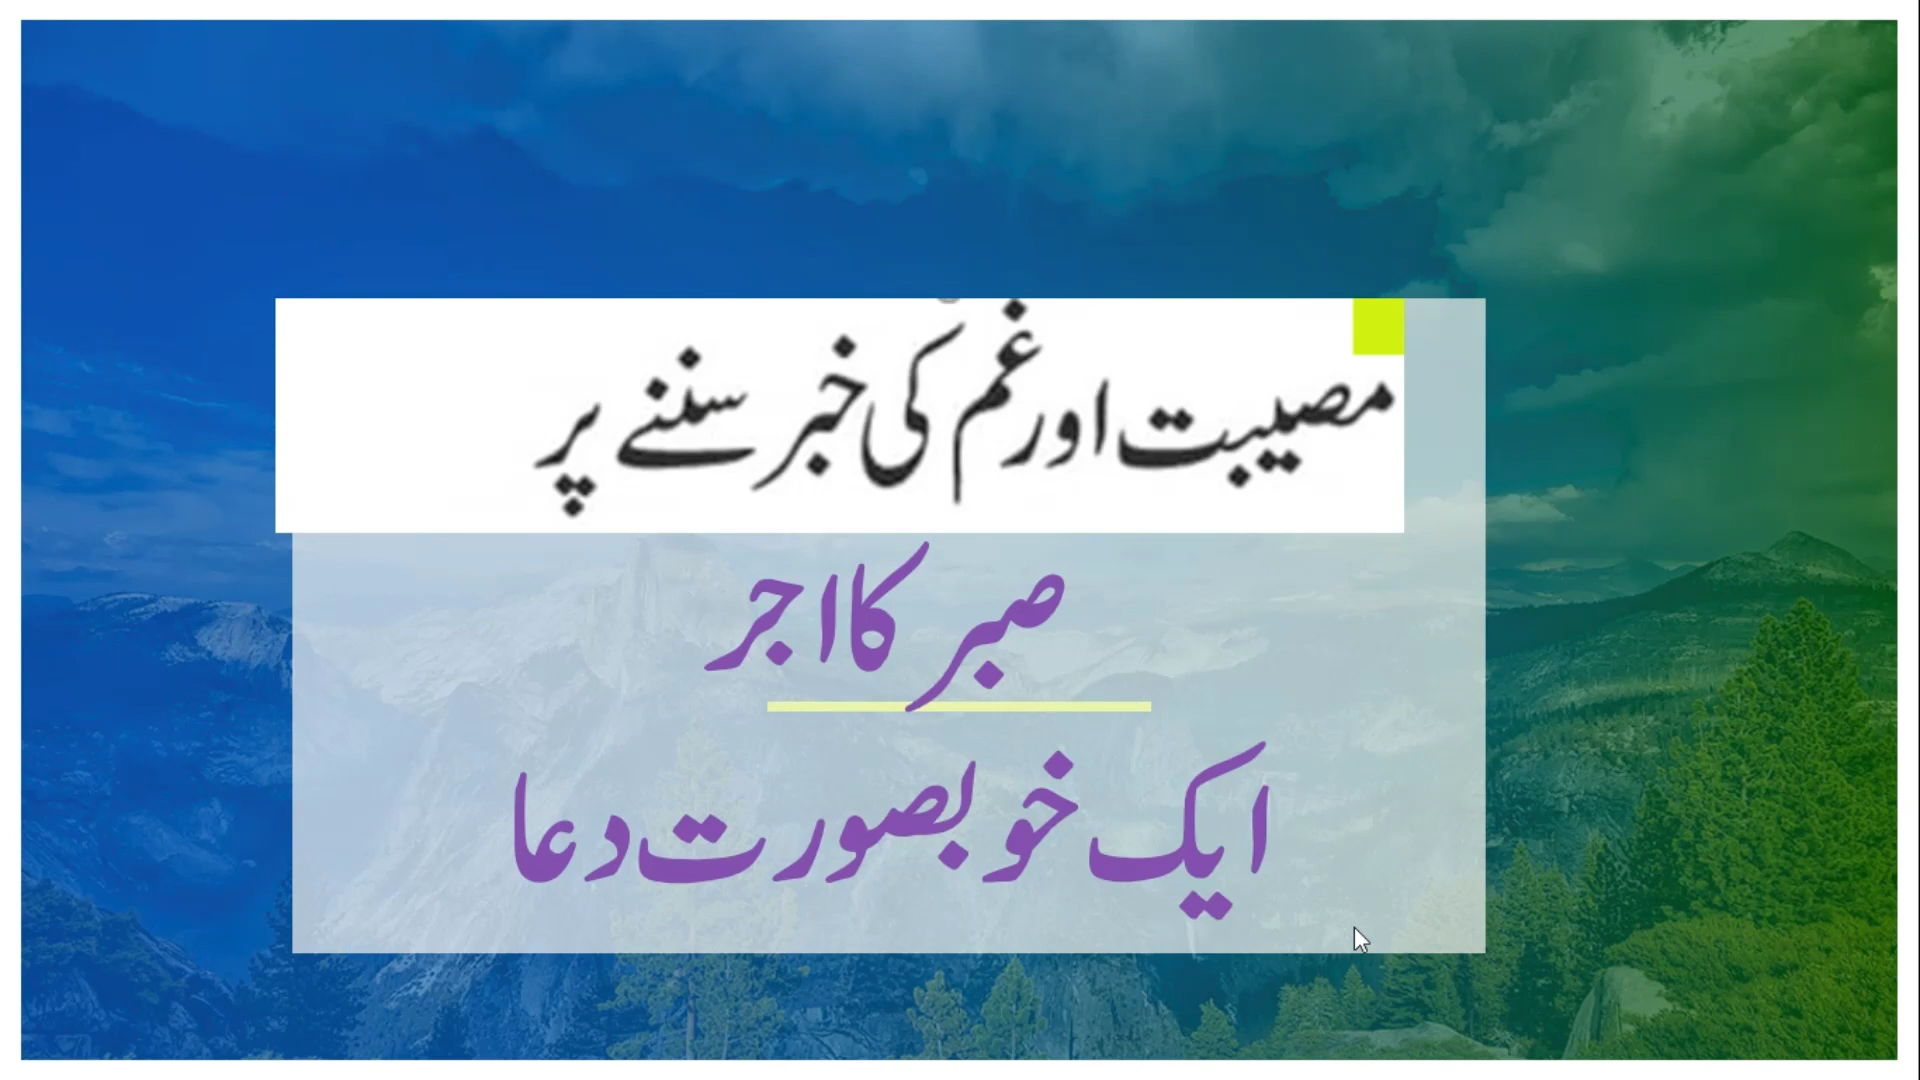 مصیبت اور غم کی خبر سننے پر
صبر کا اجر
ایک خوبصورت دعا